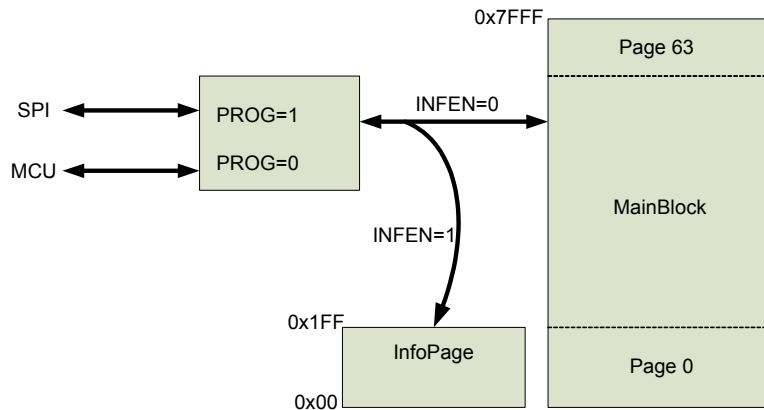 0x7FFF
Page 63
SPI
PROG=1
INFEN=0
MCU
PROG=0
MainBlock
INFEN=1
0x1FF
InfoPage
Page 0
0x00